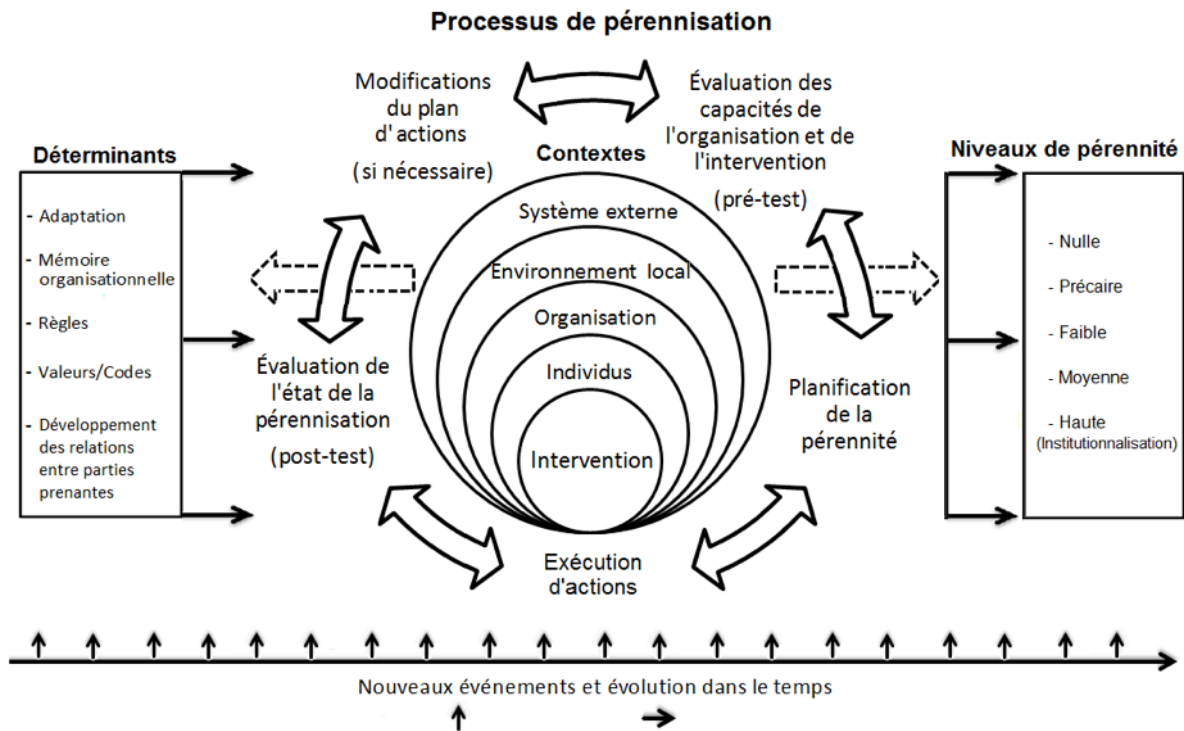 Processus de pérennisation
Modifications
du plan
d'actions
(si nécessaire)
Évaluation des
capacités de
l'organisation et de
l'intervention
(pré-test)
Déterminants
- Adaptation
- Mémoire
organisationnelle
- Règles
- Valeurs/Codes
- Développement
des relations
entre parties
prenantes
Contextes
Système externe
Environnement local
Organisation
Individus
Intervention
Niveaux de pérennité
- Nulle
- Précaire
- Faible
- Moyenne
- Haute
(Institutionnalisation)
Évaluation de
l'état de la
pérennisation
(post-test)
Planification
de la
pérennité
Exécution
d'actions
Nouveaux événements et évolution dans le temps